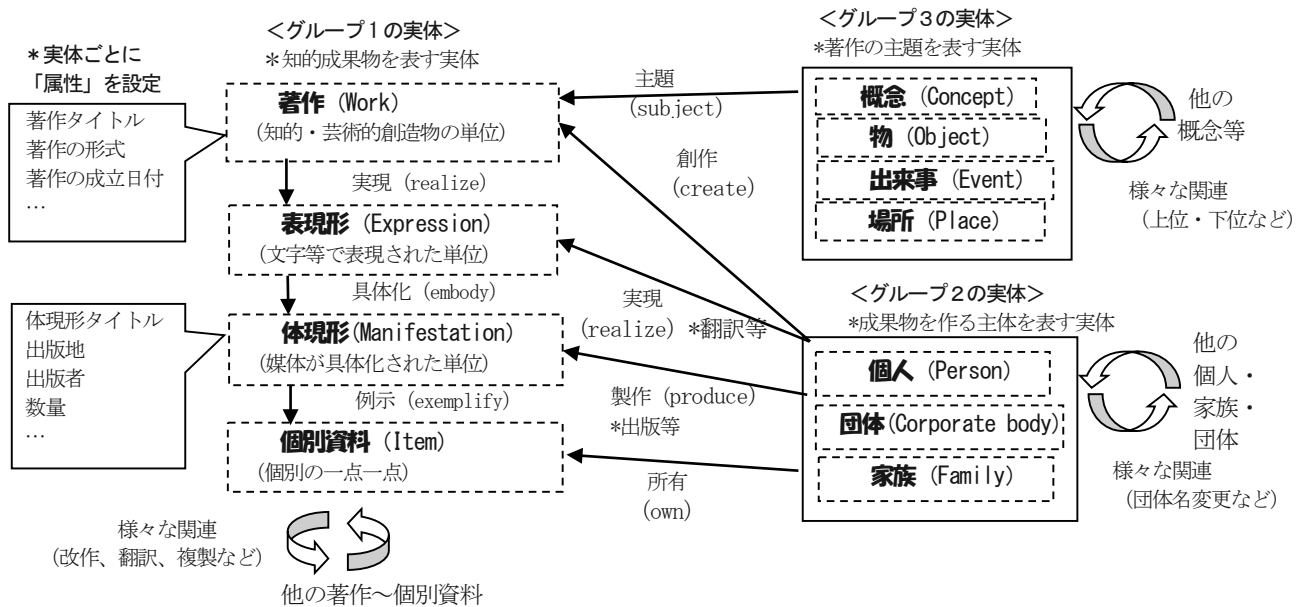 ＊実体ごとに
「属性」を設定
著作タイトル
著作の形式
著作の成立日付
…
体現形タイトル
出版地
出版者
数量
…
＜グループ１の実体＞
＊知的成果物を表す実体
著作（Work）
（知的・芸術的創造物の単位）
実現（realize）
表現形（Expression）
（文字等で表現された単位）
具体化（embody）
体現形(Manifestation)
（媒体が具体化された単位）
例示（exemplify）
個別資料（Item）
（個別の一点一点）
様々な関連
（改作、翻訳、複製など）
他の著作～個別資料
主題
（subject）
創作
（create）
実現
（realize）*翻訳等
製作（produce）
*出版等
所有
（own）
＜グループ３の実体＞
*著作の主題を表す実体
概念（Concept）
物（Object）
出来事（Event）
場所（Place）
他の
概念等
様々な関連
（上位・下位など）
＜グループ２の実体＞
*成果物を作る主体を表す実体
個人（Person）
団体(Corporate body)
家族（Family）
他の
個人・
家族・
団体
様々な関連
（団体名変更など）